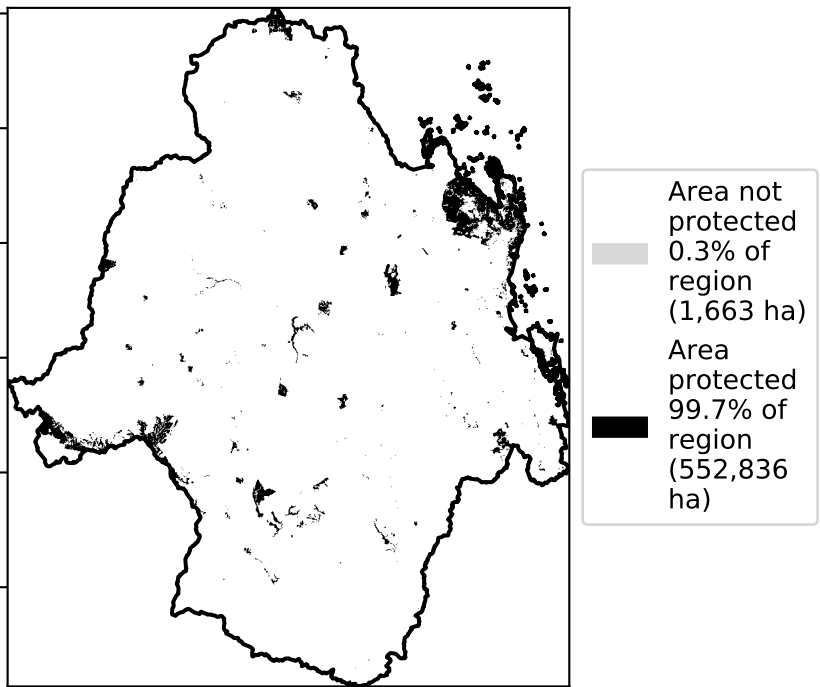 Area not
protected
0.3% of
region
(1,663 ha)
Area
protected
99.7% of
region
(552,836
ha)